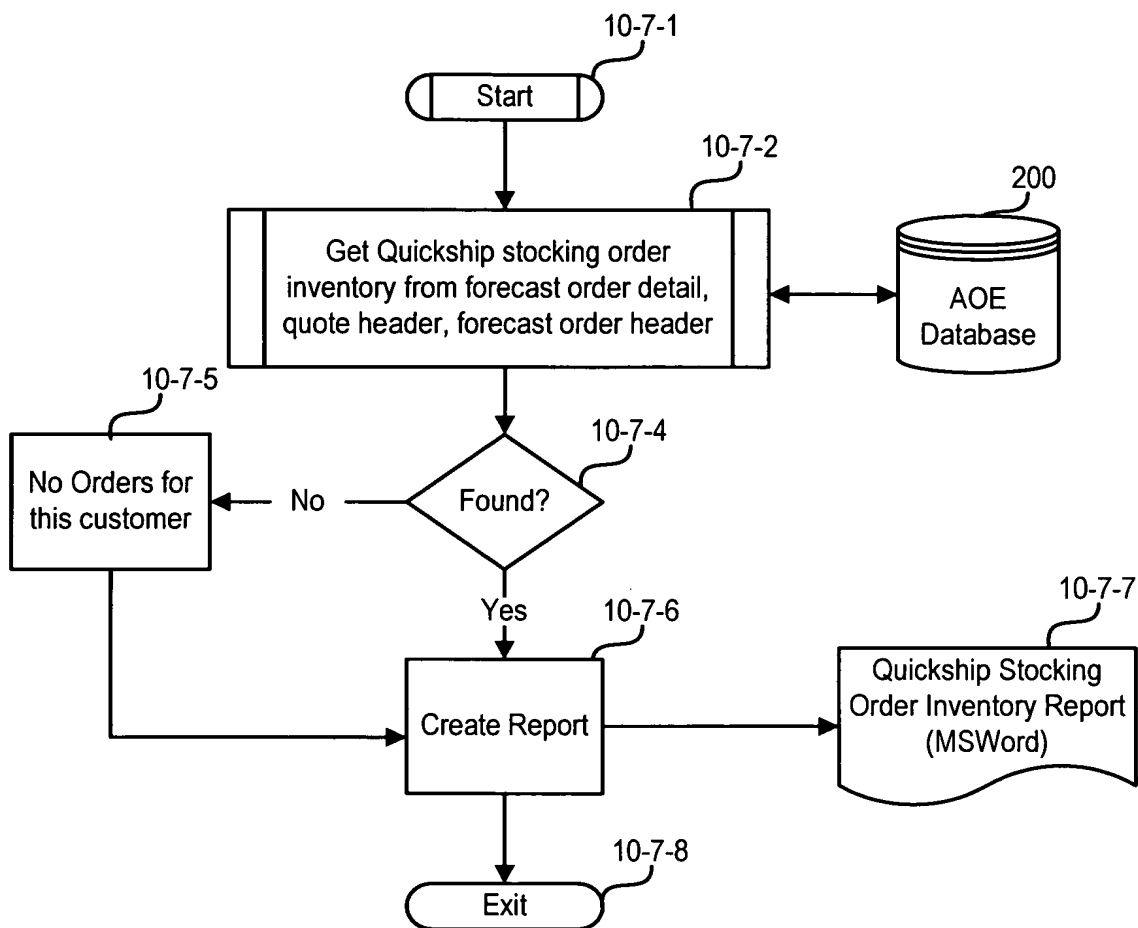 10-7-1
Start
10-7-2
Get Quickship stocking order
inventory from forecast order detail,
quote header, forecast order header
200
AOE
Database
10-7-5
No Orders for
this customer
No
10-7-4
Found?
Yes
10-7-6
Create Report
10-7-7
Quickship Stocking
Order Inventory Report
(MSWord)
10-7-8
Exit